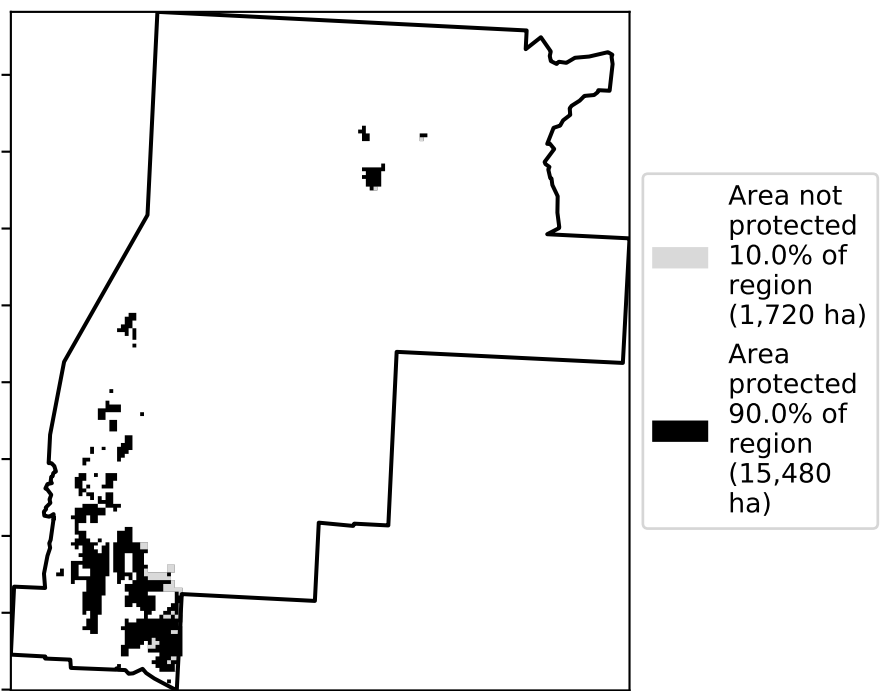 Area not
protected
10.0% of
region
(1,720 ha)
Area
protected
90.0% of
region
(15,480
ha)